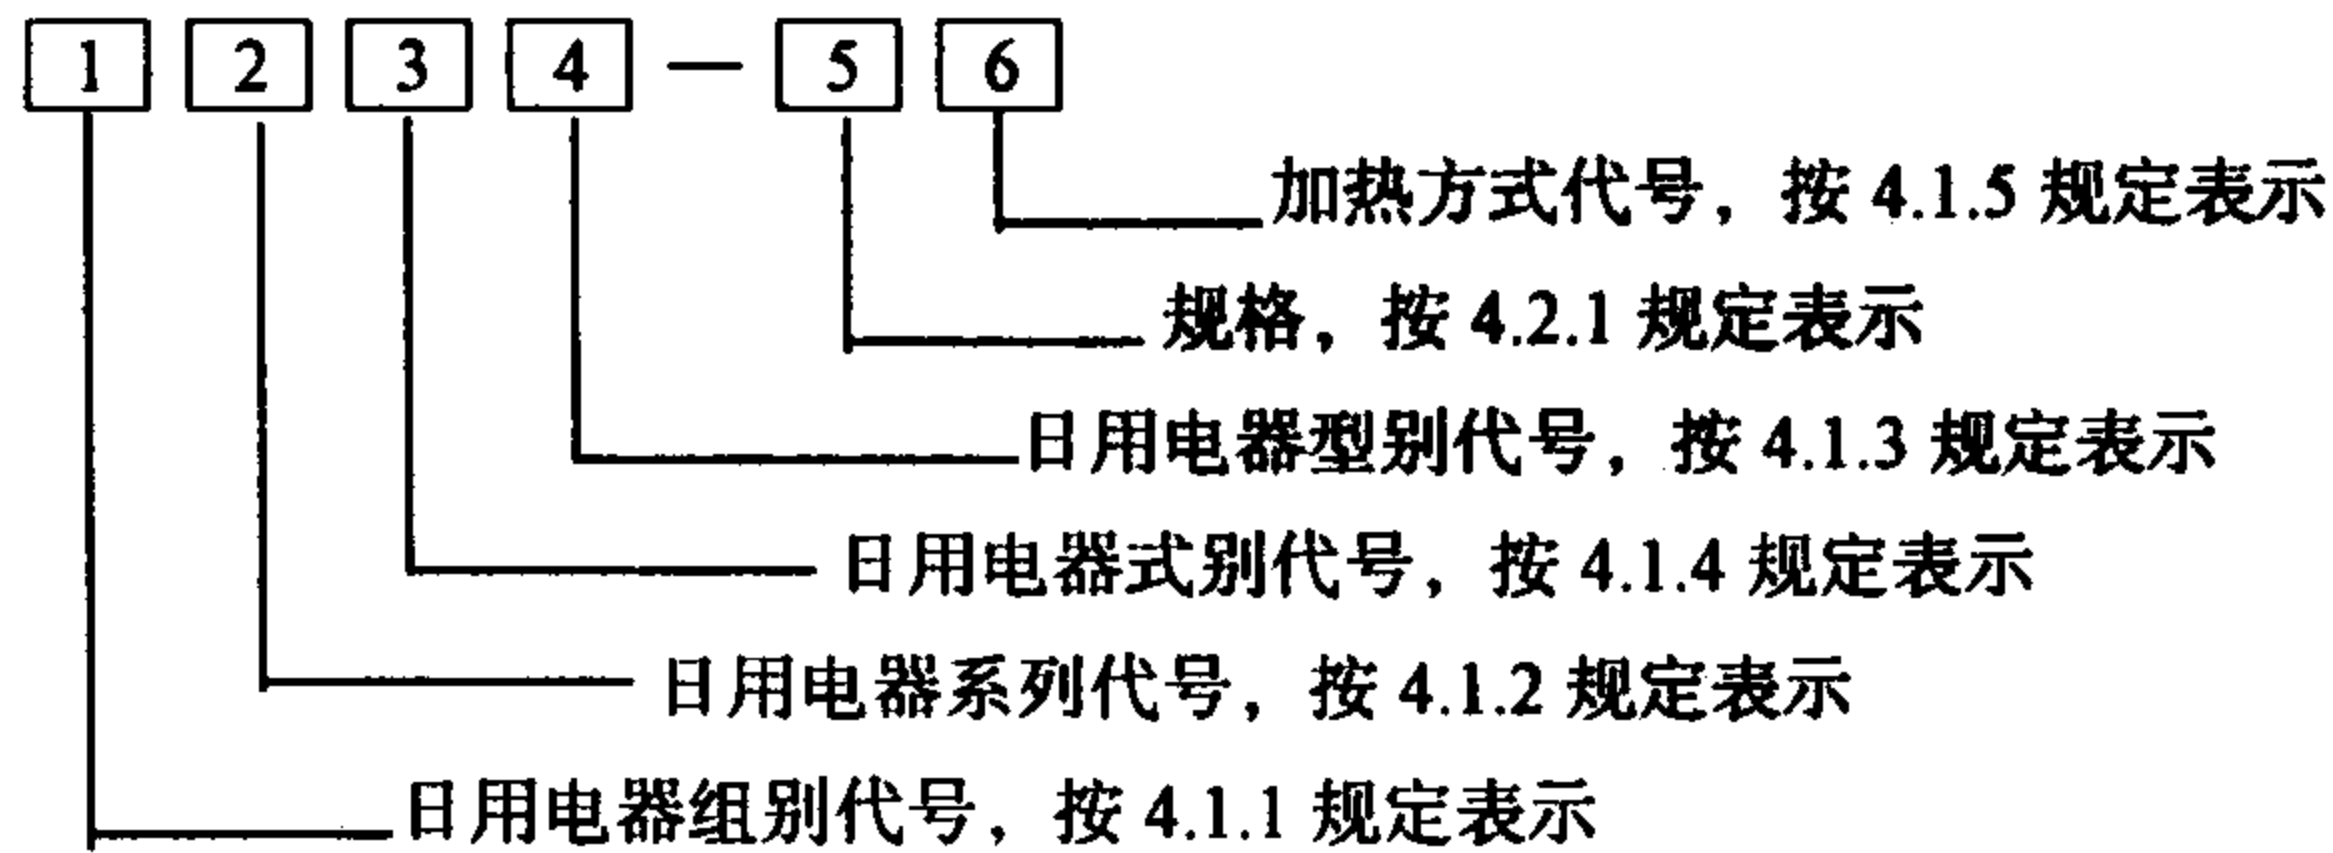 1 2 3 4 — 5 6
加热方式代号，按 4.1.5 规定表示
规格，按 4.2.1 规定表示
日用电器型别代号，按 4.1.3 规定表示
日用电器式别代号，按 4.1.4 规定表示
日用电器系列代号，按 4.1.2 规定表示
日用电器组别代号，按 4.1.1 规定表示